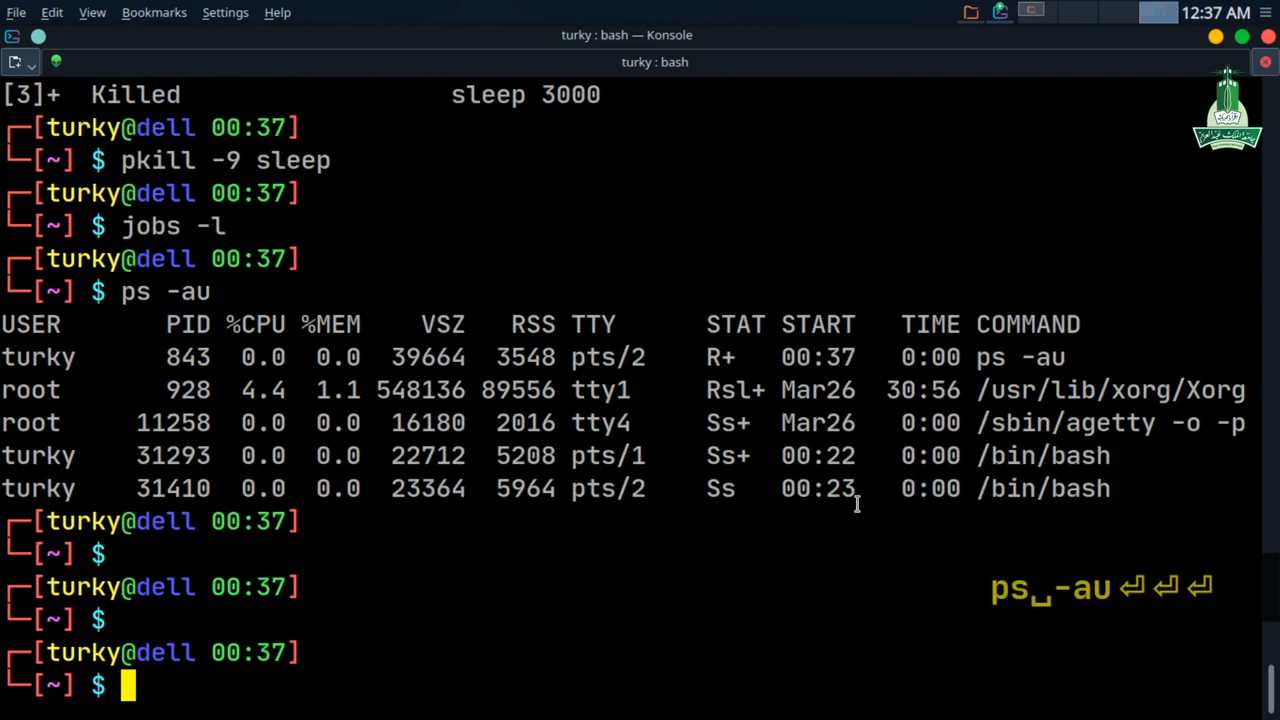 File Edit View Bookmarks Settings Help 12:37 AM
turky : bash — Konsole
turky : bash
[3]+  Killed                  sleep 3000
┌─[turky@dell 00:37]
└─[~] $ pkill -9 sleep
┌─[turky@dell 00:37]
└─[~] $ jobs -l
┌─[turky@dell 00:37]
└─[~] $ ps -au
USER       PID %CPU %MEM    VSZ   RSS TTY      STAT START   TIME COMMAND
turky      843  0.0  0.0  39664  3548 pts/2    R+   00:37   0:00 ps -au
root       928  4.4  1.1 548136 89556 tty1     Rsl+ Mar26  30:56 /usr/lib/xorg/Xorg
root     11258  0.0  0.0  16180  2016 tty4     Ss+  Mar26   0:00 /sbin/agetty -o -p
turky    31293  0.0  0.0  22712  5208 pts/1    Ss+  00:22   0:00 /bin/bash
turky    31410  0.0  0.0  23364  5964 pts/2    Ss   00:23   0:00 /bin/bash
┌─[turky@dell 00:37]
└─[~] $
┌─[turky@dell 00:37]
└─[~] $
ps␣-au⏎⏎⏎
┌─[turky@dell 00:37]
└─[~] $